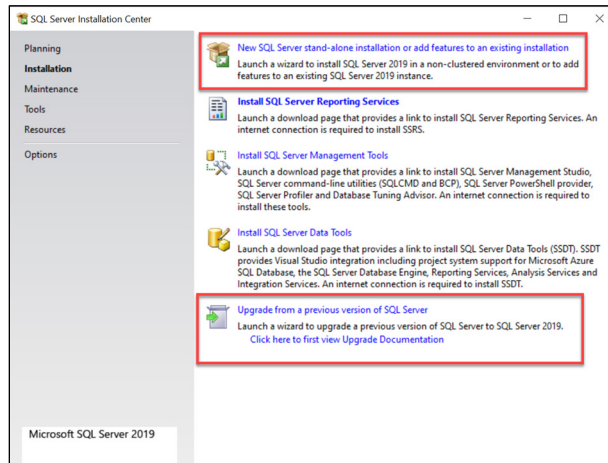 SQL Server Installation Center
Planning
Installation
Maintenance
Tools
Resources
Options
New SQL Server stand-alone installation or add features to an existing installation
Launch a wizard to install SQL Server 2019 in a non-clustered environment or to add
features to an existing SQL Server 2019 instance.
Install SQL Server Reporting Services
Launch a download page that provides a link to install SQL Server Reporting Services. An
internet connection is required to install SSRS.
Install SQL Server Management Tools
Launch a download page that provides a link to install SQL Server Management Studio,
SQL Server command-line utilities (SQLCMD and BCP), SQL Server PowerShell provider,
SQL Server Profiler and Database Tuning Advisor. An internet connection is required to
install these tools.
Install SQL Server Data Tools
Launch a download page that provides a link to install SQL Server Data Tools (SSDT). SSDT
provides Visual Studio integration including project system support for Microsoft Azure
SQL Database, the SQL Server Database Engine, Reporting Services, Analysis Services and
Integration Services. An internet connection is required to install SSDT.
Upgrade from a previous version of SQL Server
Launch a wizard to upgrade a previous version of SQL Server to SQL Server 2019.
Click here to first view Upgrade Documentation
Microsoft SQL Server 2019